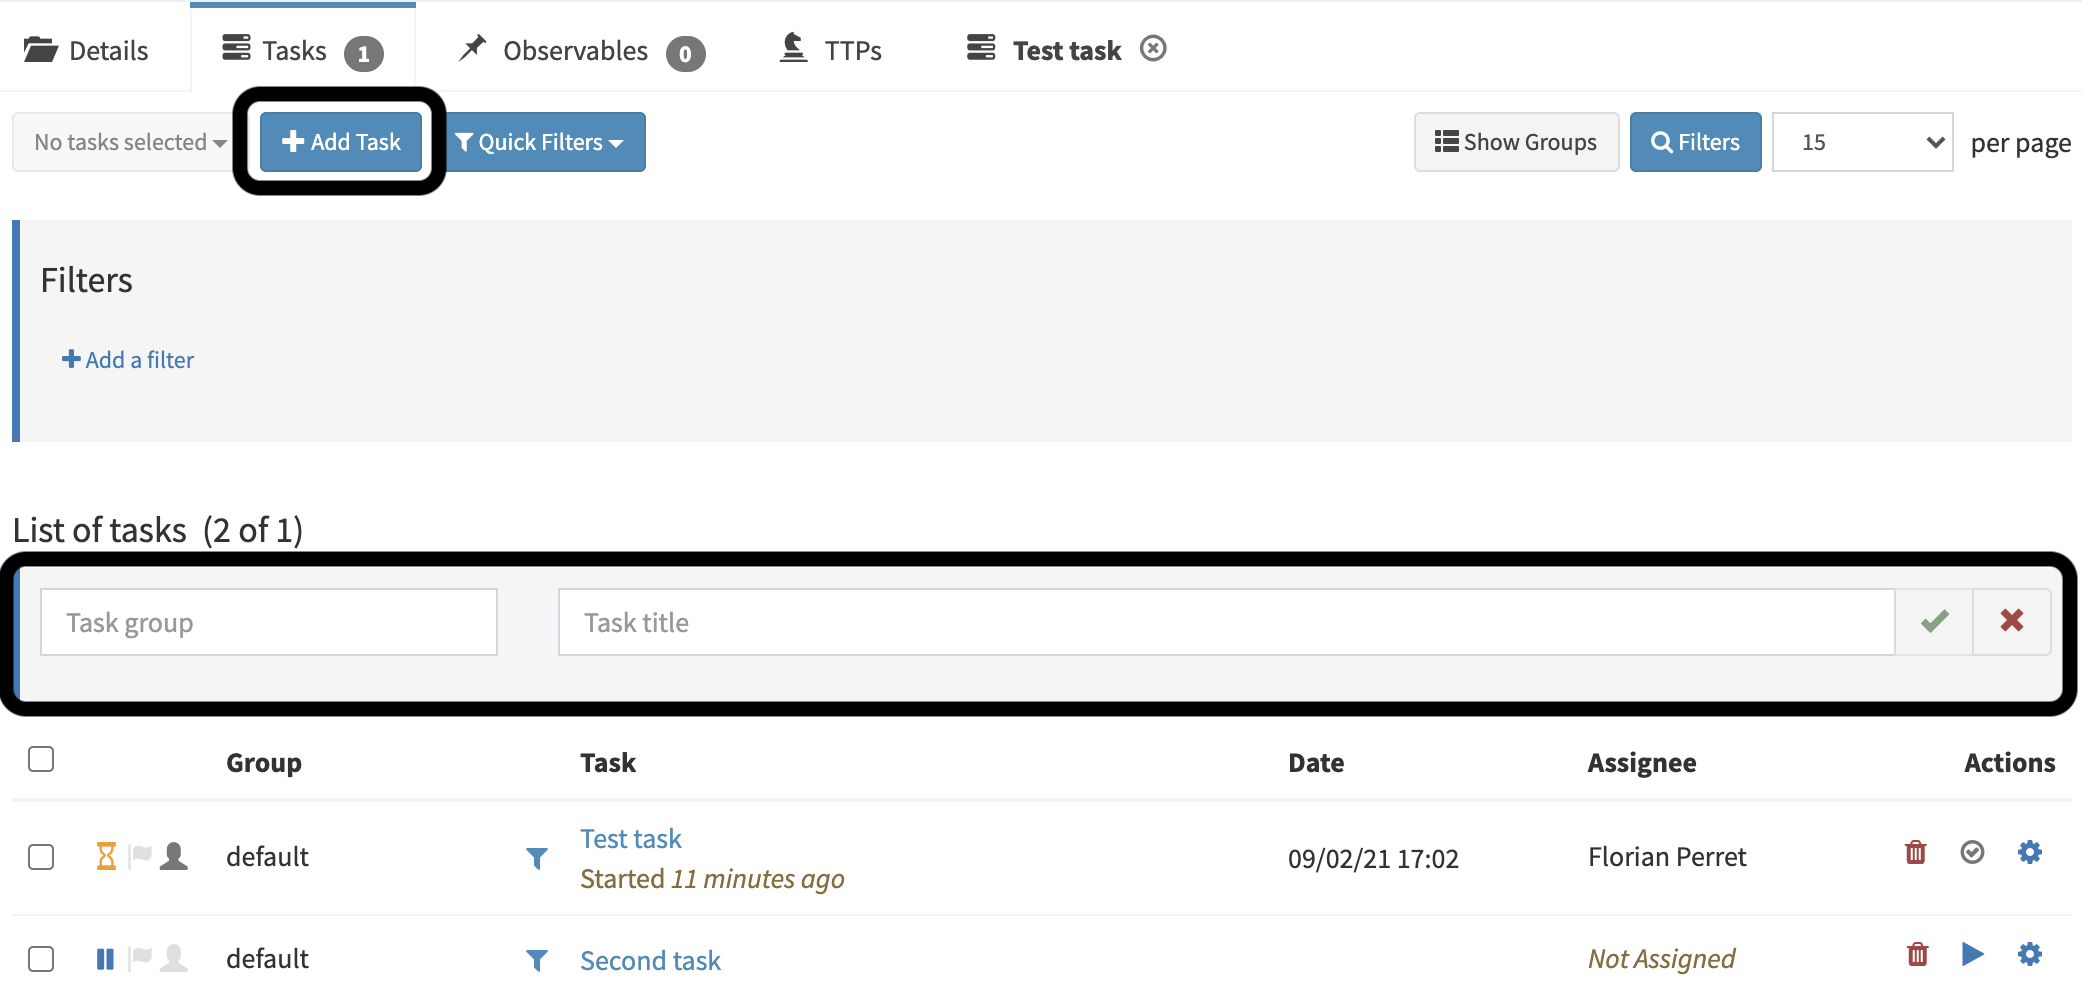 Details Tasks 1 Observables 0 TTPs Test task
No tasks selected Add Task Quick Filters Show Groups Filters 15 per page
Filters
Add a filter
List of tasks (2 of 1)
Task group Task title
Group Task Date Assignee Actions
default Test task 09/02/21 17:02 Florian Perret
Started 11 minutes ago
default Second task Not Assigned